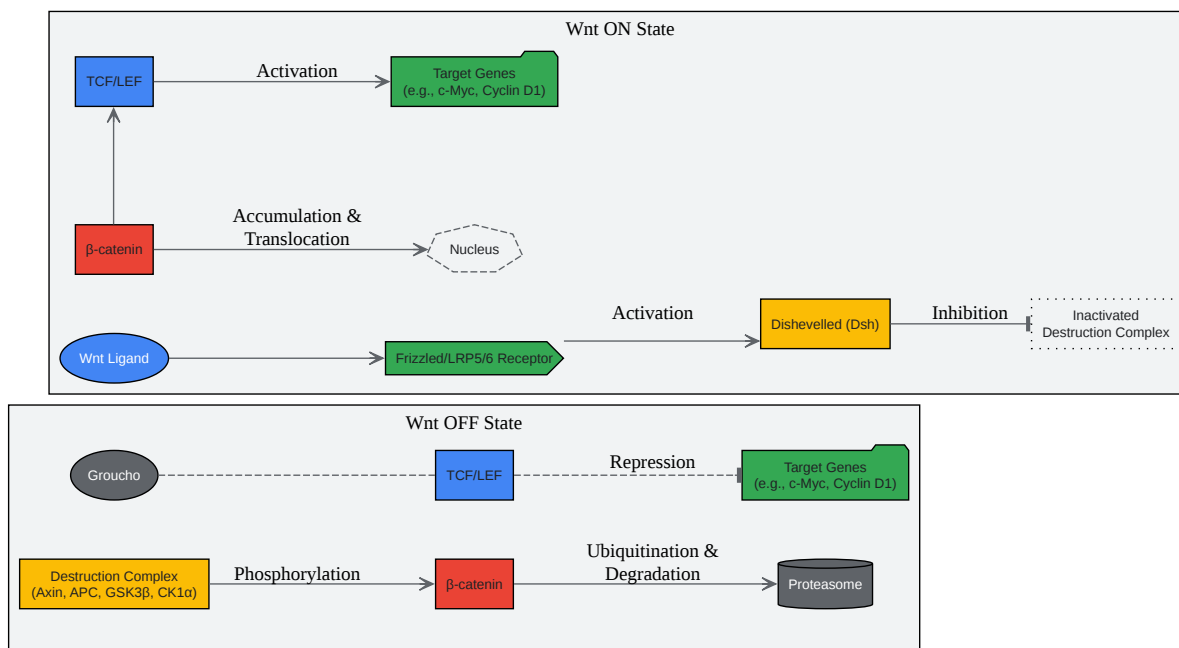 Wnt ON State
TCF/LEF
Activation
Target Genes
(e.g., c-Myc, Cyclin D1)
β-catenin
Accumulation &
Translocation
Nucleus
Wnt Ligand
Frizzled/LRP5/6 Receptor
Activation
Dishevelled (Dsh)
Inhibition
Inactivated
Destruction Complex
Wnt OFF State
Groucho
TCF/LEF
Repression
Target Genes
(e.g., c-Myc, Cyclin D1)
Destruction Complex
(Axin, APC, GSK3β, CK1α)
Phosphorylation
β-catenin
Ubiquitination &
Degradation
Proteasome